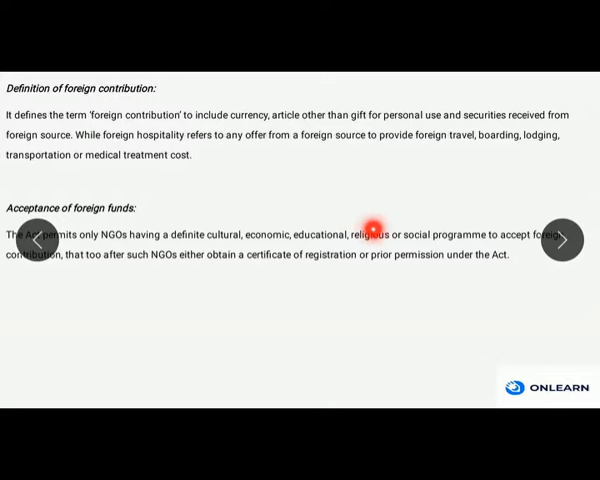 Definition of foreign contribution:
It defines the term 'foreign contribution' to include currency, article other than gift for personal use and securities received from
foreign source. While foreign hospitality refers to any offer from a foreign source to provide foreign travel, boarding, lodging,
transportation or medical treatment cost.
Acceptance of foreign funds:
The Act permits only NGOs having a definite cultural, economic, educational, religious or social programme to accept foreign
contribution, that too after such NGOs either obtain a certificate of registration or prior permission under the Act.
ONLEARN